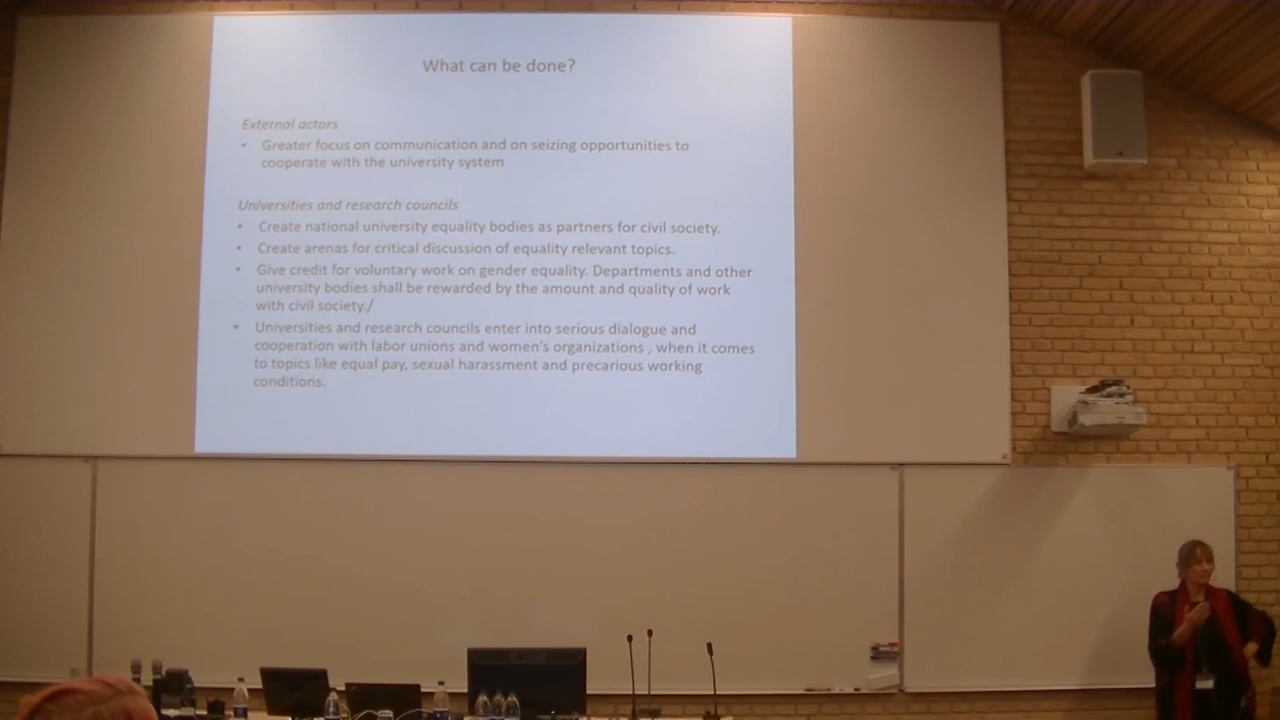 What can be done?
External actors
• Greater focus on communication and on seizing opportunities to
cooperate with the university system
Universities and research councils
• Create national university equality bodies as partners for civil society.
• Create arenas for critical discussion of equality relevant topics.
• Give credit for voluntary work on gender equality. Departments and other
university bodies shall be rewarded by the amount and quality of work
with civil society./
• Universities and research councils enter into serious dialogue and
cooperation with labor unions and women's organizations , when it comes
to topics like equal pay, sexual harassment and precarious working
conditions.